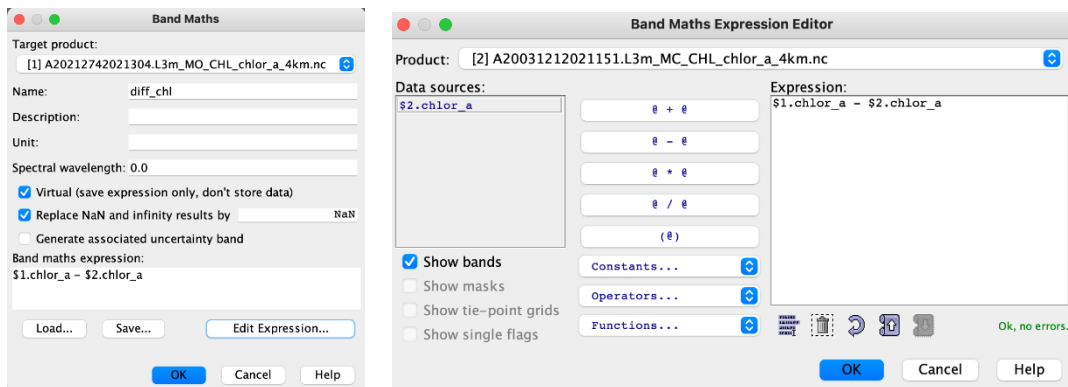 Band Maths
Target product:
[1] A20212742021304.L3m_MO_CHL_chlor_a_4km.nc
Name: diff_chl
Description:
Unit:
Spectral wavelength: 0.0
Virtual (save expression only, don't store data)
Replace NaN and infinity results by NaN
Generate associated uncertainty band
Band maths expression:
$1.chlor_a - $2.chlor_a
Load... Save... Edit Expression...
OK Cancel Help
Band Maths Expression Editor
Product: [2] A20031212021151.L3m_MC_CHL_chlor_a_4km.nc
Data sources: Expression:
$2.chlor_a @ + @ $1.chlor_a - $2.chlor_a
@ - @
@ * @
@ / @
(@)
Show bands Constants...
Show masks
Operators...
Show tie-point grids
Functions...
Show single flags
Ok, no errors.
OK Cancel Help